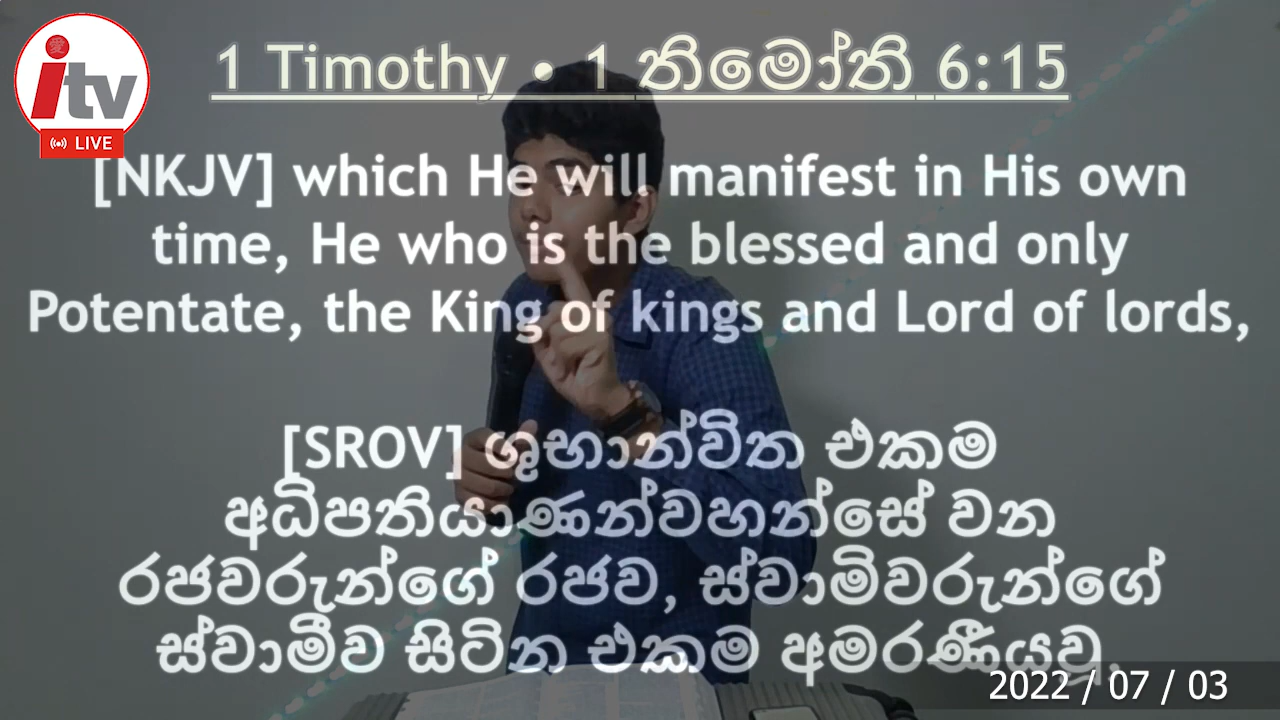 愛
itv
LIVE
1 Timothy • 1 තිමෝති 6:15
[NKJV] which He will manifest in His own
time, He who is the blessed and only
Potentate, the King of kings and Lord of lords,
[SROV] ශුභාන්විත එකම
අධිපතියාණන්වහන්සේ වන
රජවරුන්ගේ රජව, ස්වාමිවරුන්ගේ
ස්වාමීව සිටින එකම අමරණීයවූ,
2022 / 07 / 03